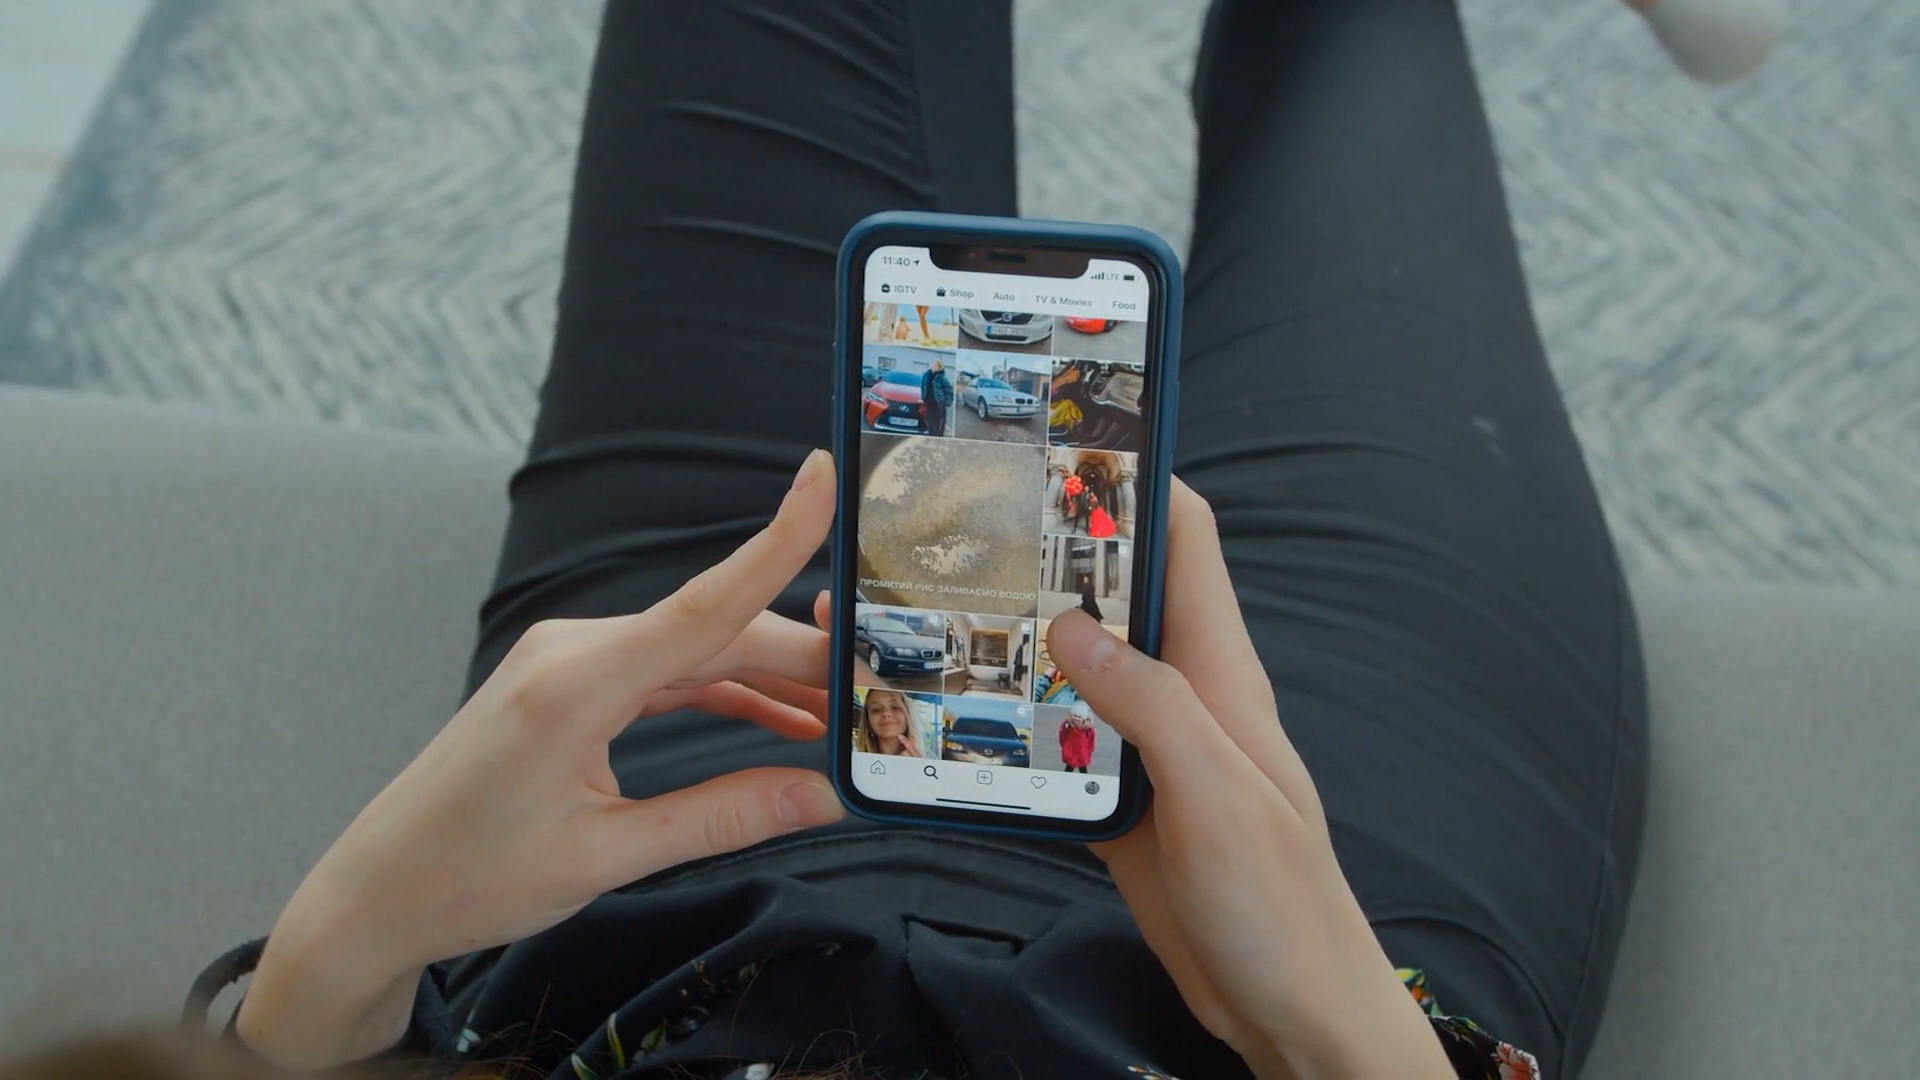 11:40
LTE
IGTV
Shop
Auto
TV & Movies
Food
ПРОМИТИЙ РИС ЗАЛИВАЄМО ВОДОЮ